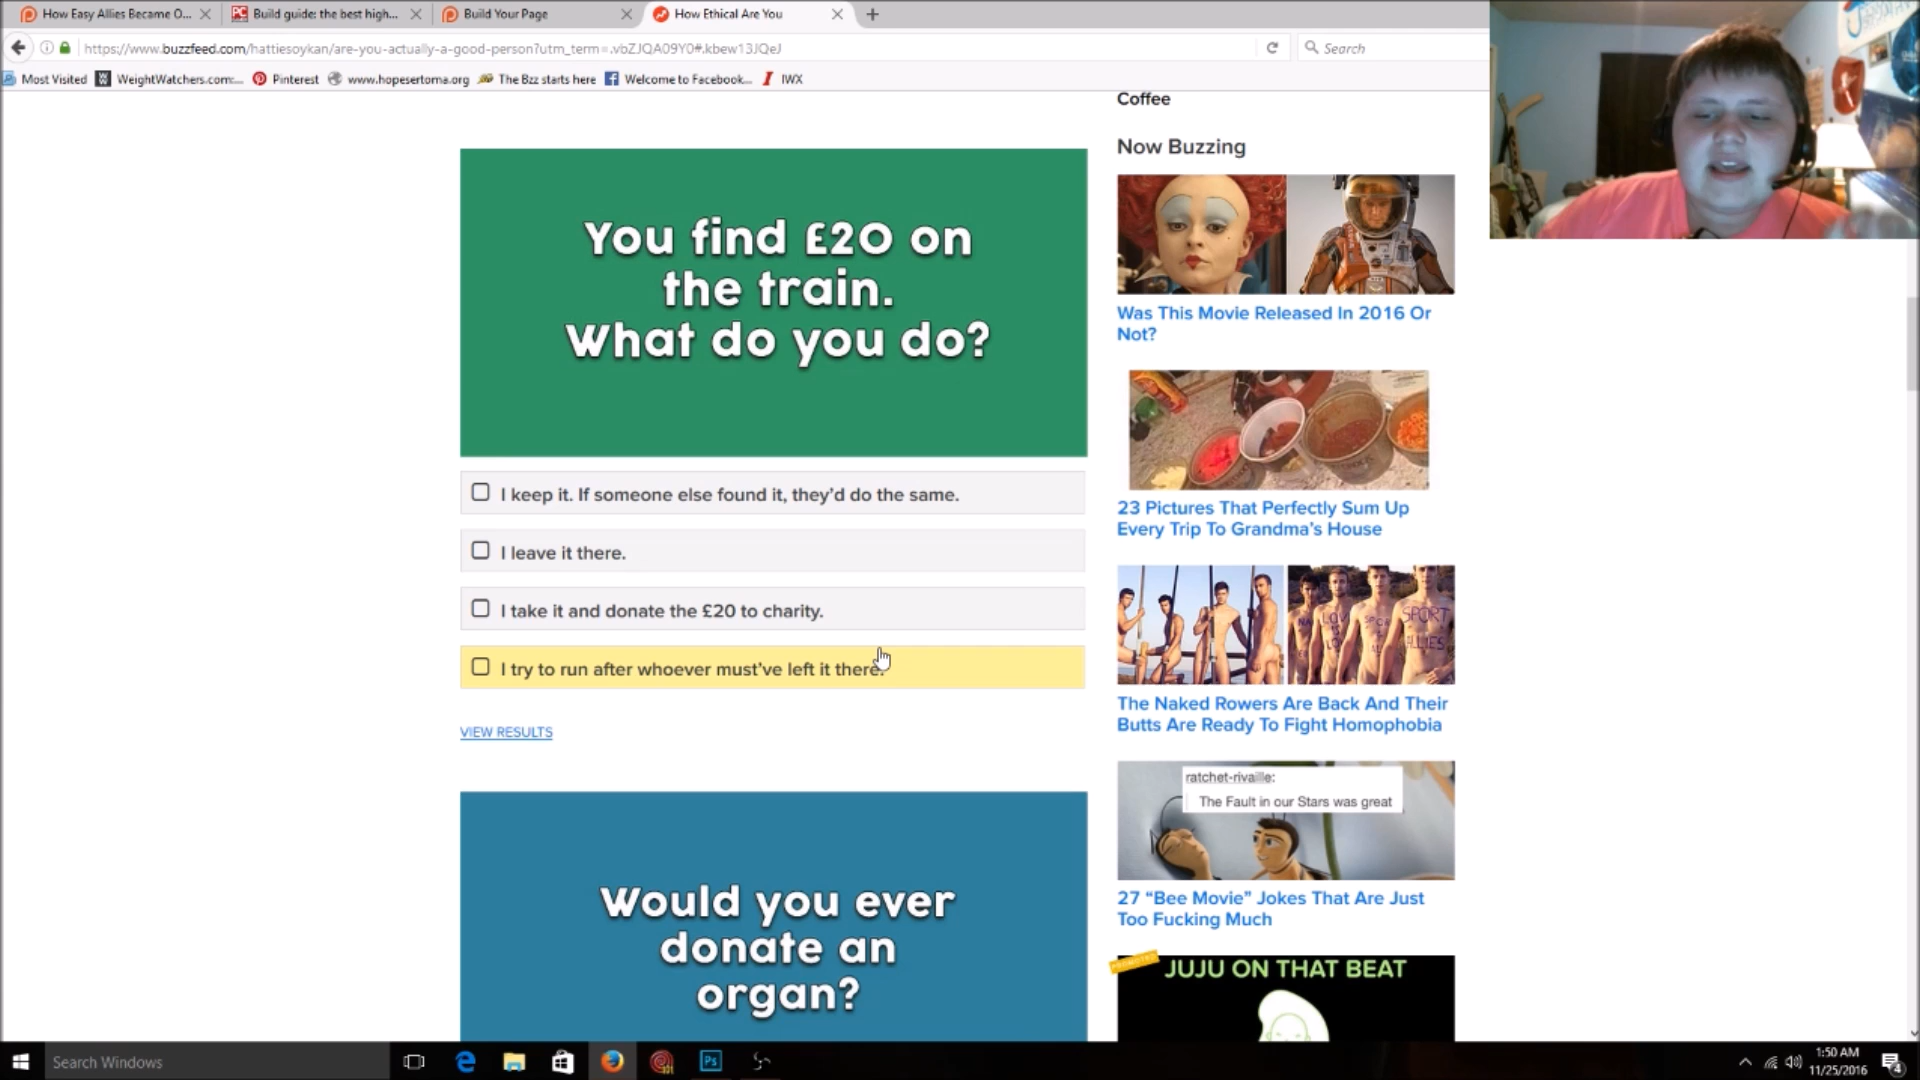 How Easy Allies Became O...
Build guide: the best high...
Build Your Page
How Ethical Are You
https://www.buzzfeed.com/hattiesoykan/are-you-actually-a-good-person?utm_term=.vbZJQA09Y0#.kbew13JQeJ
Search
Most Visited
WeightWatchers.com:...
Pinterest
www.hopesertoma.org
The Bzz starts here
Welcome to Facebook...
IWX
Coffee
Now Buzzing
You find £20 on
the train.
What do you do?
I keep it. If someone else found it, they'd do the same.
I leave it there.
I take it and donate the £20 to charity.
I try to run after whoever must've left it there.
VIEW RESULTS
Would you ever
donate an
organ?
Was This Movie Released In 2016 Or
Not?
23 Pictures That Perfectly Sum Up
Every Trip To Grandma's House
SPORT
ALLIES
The Naked Rowers Are Back And Their
Butts Are Ready To Fight Homophobia
ratchet-rivaille:
The Fault in our Stars was great
27 “Bee Movie” Jokes That Are Just
Too Fucking Much
PROMOTED
JUJU ON THAT BEAT
Search Windows
Ps
1:50 AM
11/25/2016
4